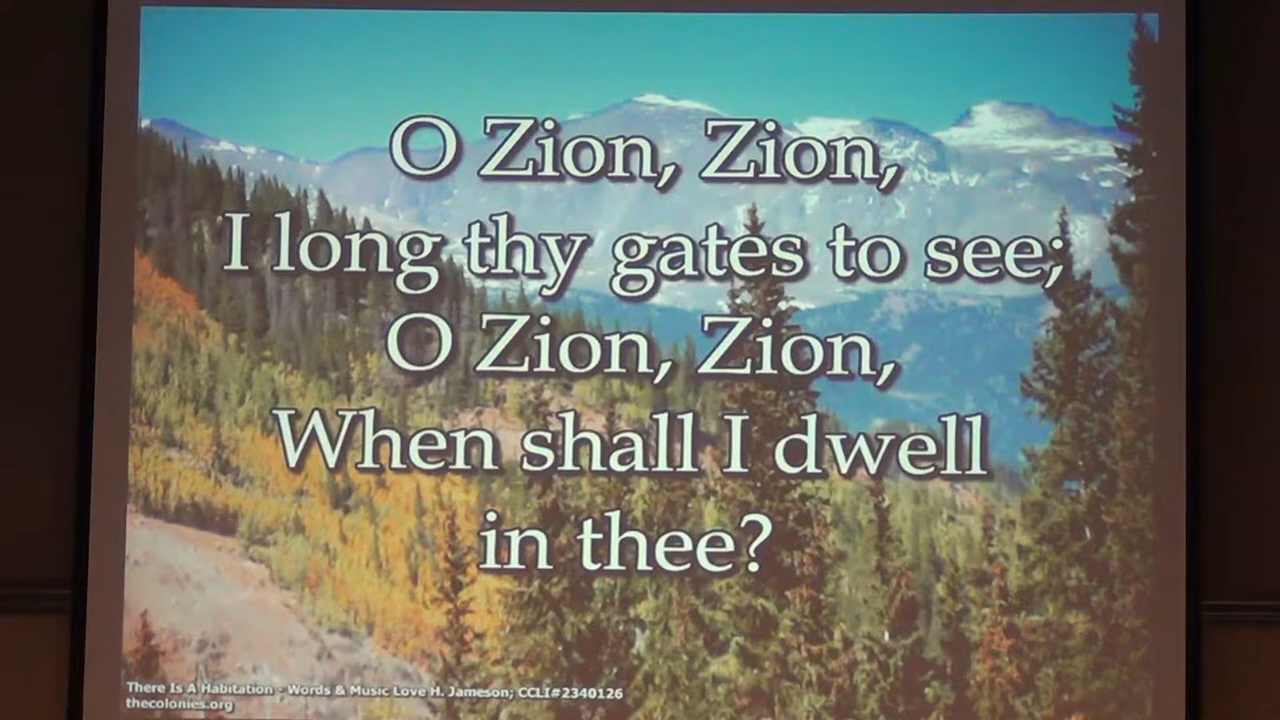 O Zion, Zion,
I long thy gates to see;
O Zion, Zion,
When shall I dwell
in thee?
There Is A Habitation - Words & Music Love H. Jameson; CCLI#2340126
thecolonies.org